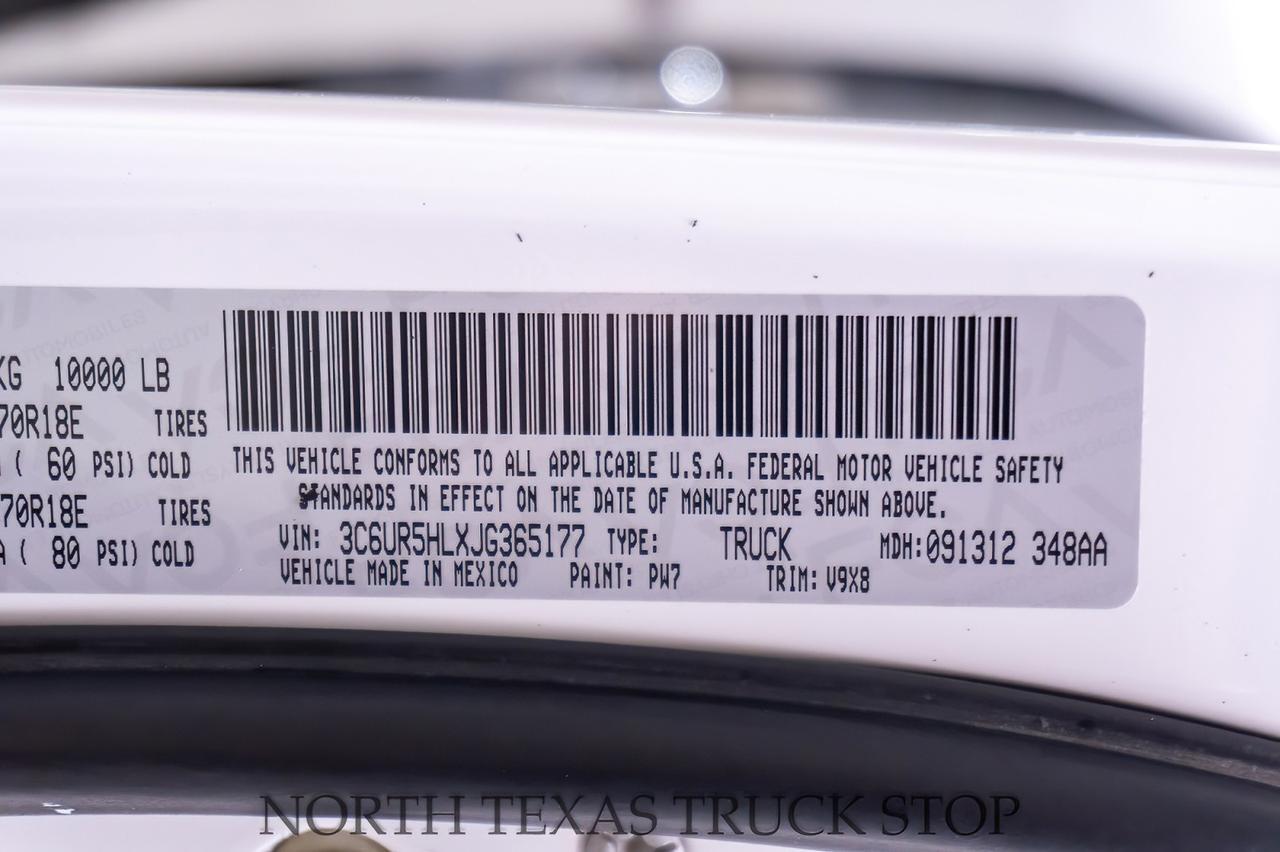 KG 10000 LB
70R18E TIRES
( 60 PSI) COLD
70R18E TIRES
A ( 80 PSI) COLD
THIS VEHICLE CONFORMS TO ALL APPLICABLE U.S.A. FEDERAL MOTOR VEHICLE SAFETY
STANDARDS IN EFFECT ON THE DATE OF MANUFACTURE SHOWN ABOVE.
VIN: 3C6UR5HLXJG365177 TYPE: TRUCK MDH:091312 348AA
VEHICLE MADE IN MEXICO PAINT: PW7 TRIM: V9X8
NORTH TEXAS TRUCK STOP